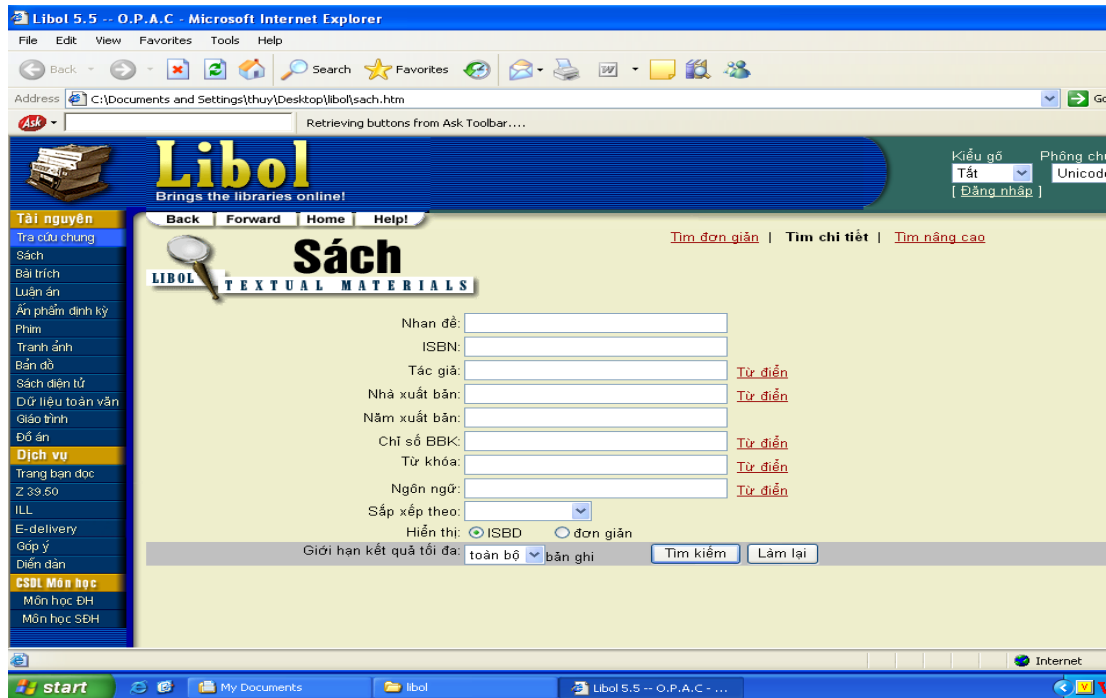 Libol 5.5 -- O.P.A.C - Microsoft Internet Explorer
File Edit View Favorites Tools Help
Back Search Favorites
Address C:\Documents and Settings\thuy\Desktop\libol\sach.htm
Ask Retrieving buttons from Ask Toolbar....
Libol
Brings the libraries online!
Kiểu gõ
Tắt Unicod
[ Đăng nhập ]
Back Forward Home Help!
Tìm đơn giản | Tìm chi tiết | Tìm nâng cao
Sách
LIBOL TEXTUAL MATERIALS
Tài nguyên
Tra cứu chung
Sách
Bài trích
Luận án
Ấn phẩm định kỳ
Phim
Tranh ảnh
Bản đồ
Sách điện tử
Dữ liệu toàn văn
Giáo trình
Đồ án
Dịch vụ
Trang bạn đọc
Z 39.50
ILL
E-delivery
Góp ý
Diễn đàn
CSDL Môn học
Môn học ĐH
Môn học SĐH
Nhan đề:
ISBN:
Tác giả: Từ điển
Nhà xuất bản: Từ điển
Năm xuất bản:
Chỉ số BBK: Từ điển
Từ khóa: Từ điển
Ngôn ngữ: Từ điển
Sắp xếp theo:
Hiển thị: ISBD đơn giản
Giới hạn kết quả tối đa: toàn bộ bản ghi Tìm kiếm Làm lại
Internet
start My Documents libol Libol 5.5 -- O.P.A.C - ...